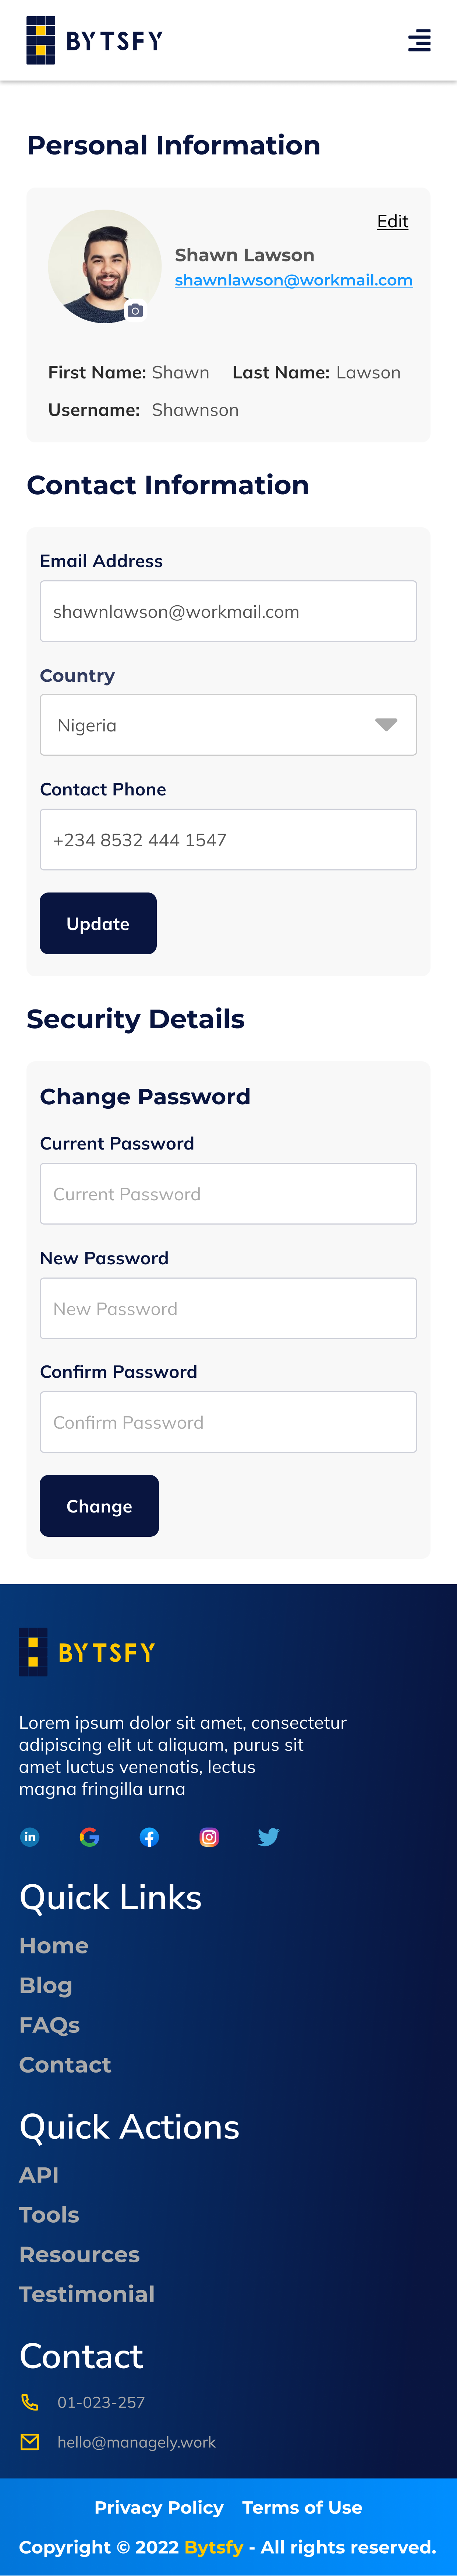 BYTSFY
Personal Information
Edit
Shawn Lawson
shawnlawson@workmail.com
First Name: Shawn Last Name: Lawson
Username: Shawnson
Contact Information
Email Address
shawnlawson@workmail.com
Country
Nigeria
Contact Phone
+234 8532 444 1547
Update
Security Details
Change Password
Current Password
Current Password
New Password
New Password
Confirm Password
Confirm Password
Change
BYTSFY
Lorem ipsum dolor sit amet, consectetur
adipiscing elit ut aliquam, purus sit
amet luctus venenatis, lectus
magna fringilla urna
Quick Links
Home
Blog
FAQs
Contact
Quick Actions
API
Tools
Resources
Testimonial
Contact
01-023-257
hello@managely.work
Privacy Policy Terms of Use
Copyright © 2022 Bytsfy - All rights reserved.